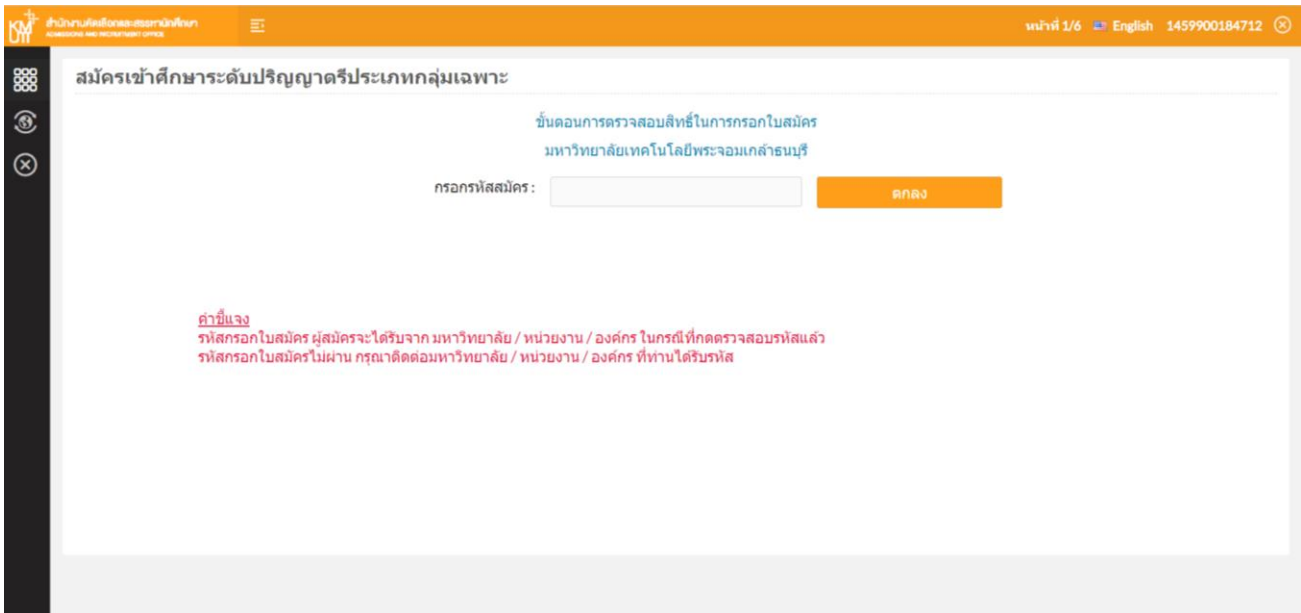 สำนักงานคัดเลือกและสรรหานักศึกษา
ADMISSIONS AND RECRUITMENT OFFICE
หน้าที่ 1/6 English 1459900184712
สมัครเข้าศึกษาระดับปริญญาตรีประเภทกลุ่มเฉพาะ
ขั้นตอนการตรวจสอบสิทธิ์ในการกรอกใบสมัคร
มหาวิทยาลัยเทคโนโลยีพระจอมเกล้าธนบุรี
กรอกรหัสสมัคร :
ตกลง
คำชี้แจง
รหัสกรอกใบสมัคร ผู้สมัครจะได้รับจาก มหาวิทยาลัย / หน่วยงาน / องค์กร ในกรณีที่กดตรวจสอบรหัสแล้ว
รหัสกรอกใบสมัครไม่ผ่าน กรุณาติดต่อมหาวิทยาลัย / หน่วยงาน / องค์กร ที่ท่านได้รับรหัส